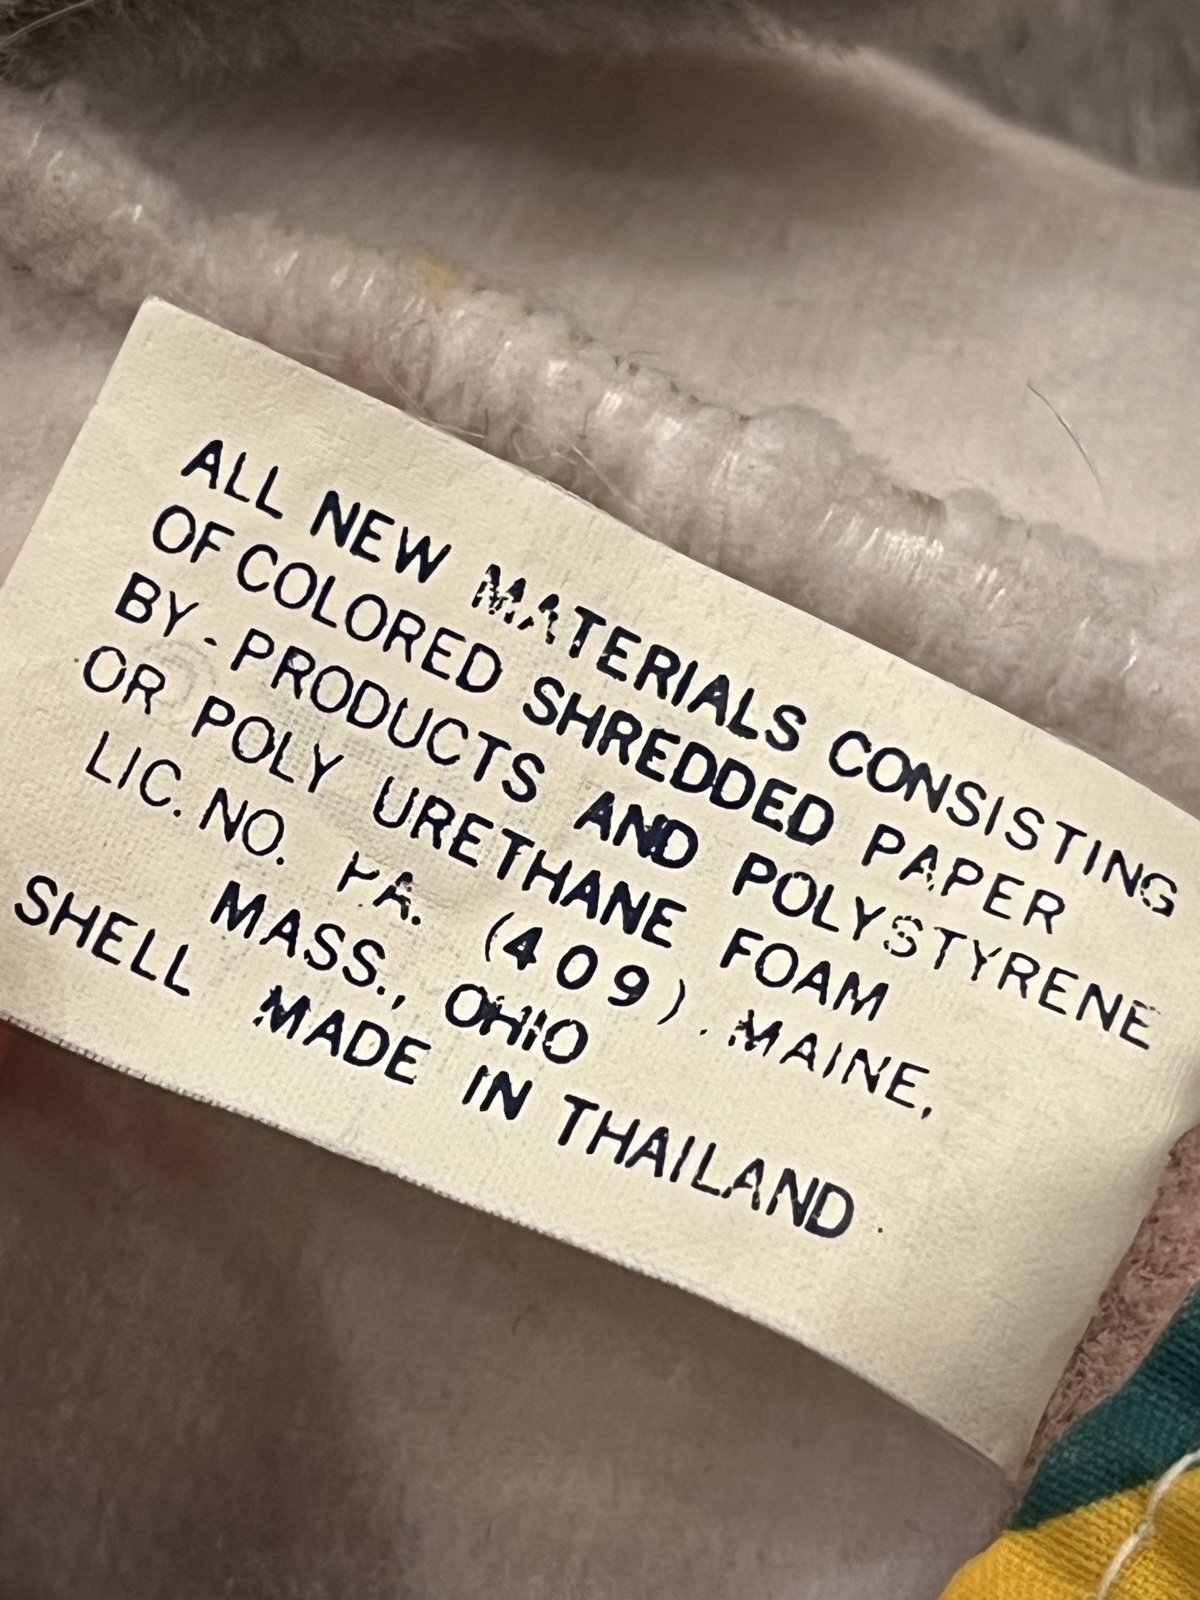 ALL NEW MATERIALS CONSISTING
OF COLORED SHREDDED PAPER
BY-PRODUCTS AND POLYSTYRENE
OR POLY URETHANE FOAM
LIC. NO. PA. (409). MAINE,
MASS., OHIO
SHELL MADE IN THAILAND